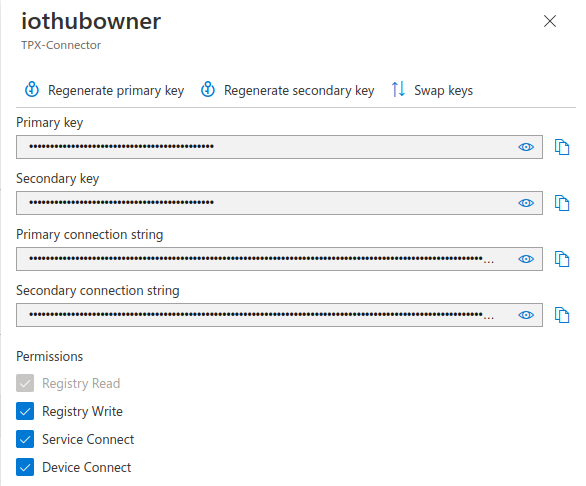 iothubowner
TPX-Connector
Regenerate primary key Regenerate secondary key Swap keys
Primary key
••••••••••••••••••••••••••••••••••••••••••••
Secondary key
••••••••••••••••••••••••••••••••••••••••••••
Primary connection string
••••••••••••••••••••••••••••••••••••••••••••••••••••••••••••••••••••••••••••••••••••••••••••••••••••••••••••...
Secondary connection string
••••••••••••••••••••••••••••••••••••••••••••••••••••••••••••••••••••••••••••••••••••••••••••••••••••••••••••...
Permissions
Registry Read
Registry Write
Service Connect
Device Connect